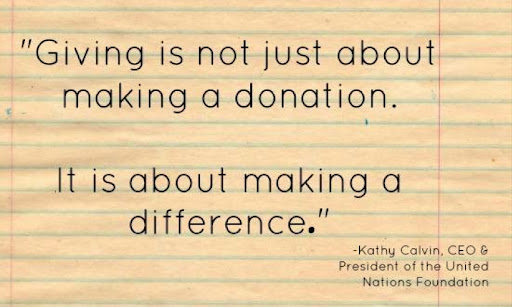 "Giving is not just about
making a donation.
It is about making a
difference."
-Kathy Calvin, CEO &
President of the United
Nations Foundation